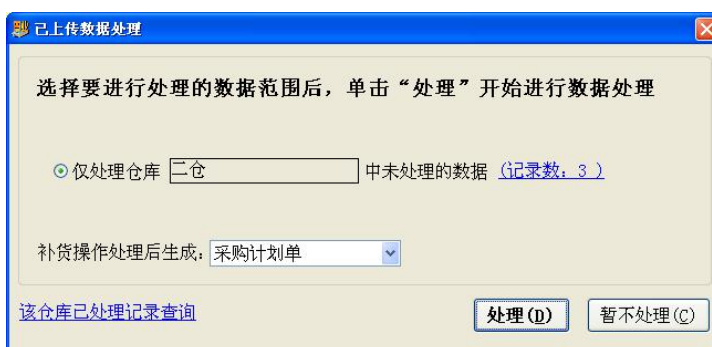 已上传数据处理
选择要进行处理的数据范围后，单击“处理”开始进行数据处理
仅处理仓库 二仓 中未处理的数据 (记录数：3 )
补货操作处理后生成：采购计划单
该仓库已处理记录查询 处理(D) 暂不处理(C)